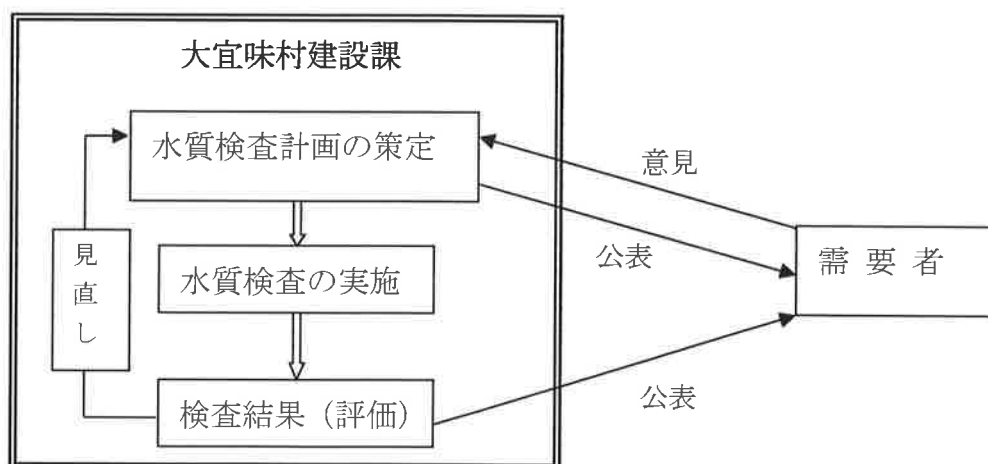 大宜味村建設課
水質検査計画の策定
意見
公表
見直し
水質検査の実施
需要者
検査結果（評価）
公表